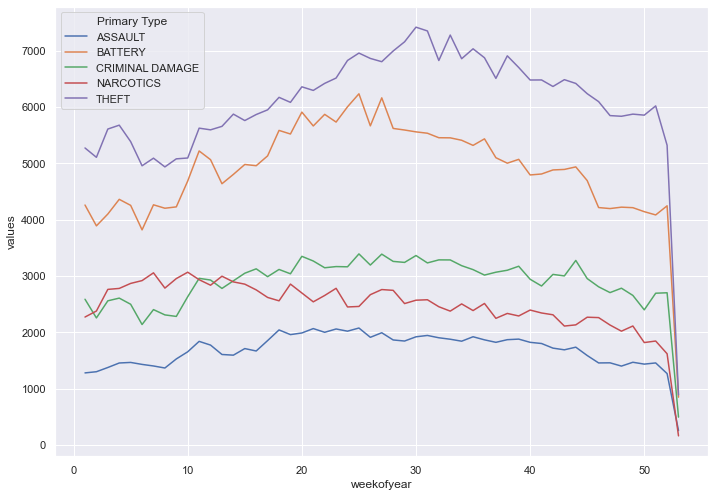 Primary Type
ASSAULT
BATTERY
CRIMINAL DAMAGE
NARCOTICS
THEFT
values
7000
6000
5000
4000
3000
2000
1000
0
0
10
20
30
40
50
weekofyear